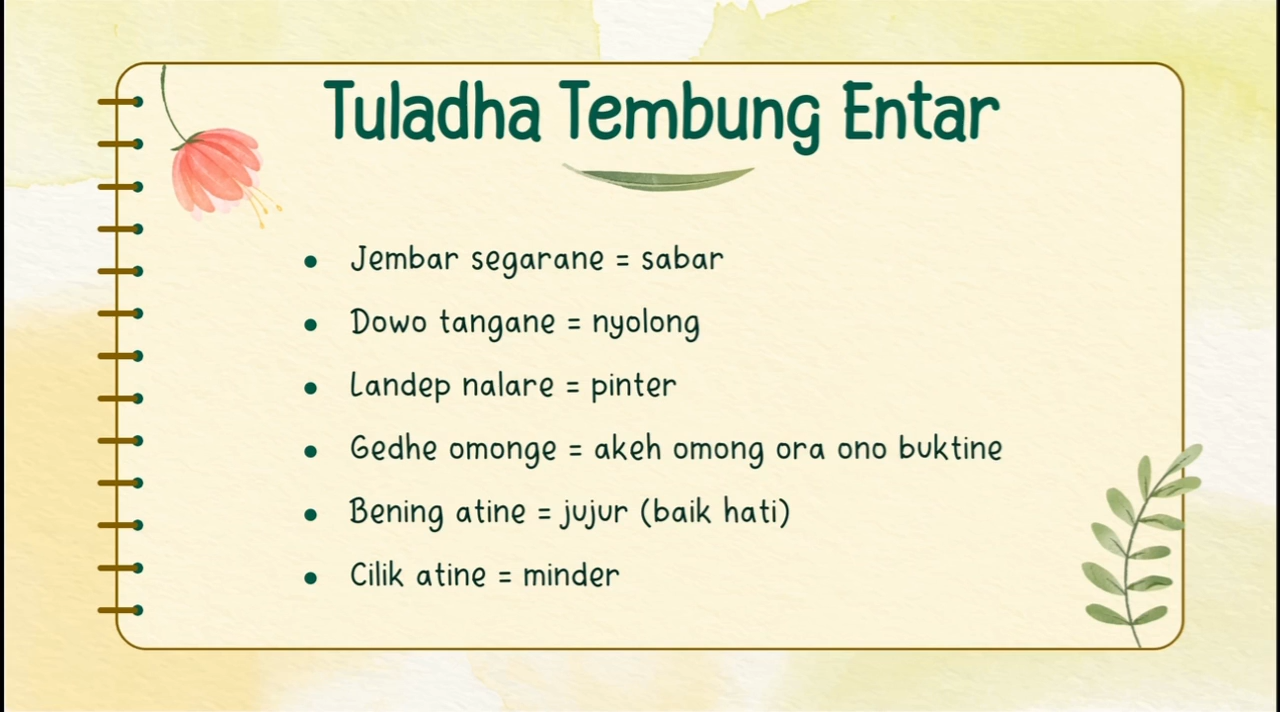 Tuladha Tembung Entar
• Jembar segarane = sabar
• Dowo tangane = nyolong
• Landep nalare = pinter
• Gedhe omonge = akeh omong ora ono buktine
• Bening atine = jujur (baik hati)
• Cilik atine = minder